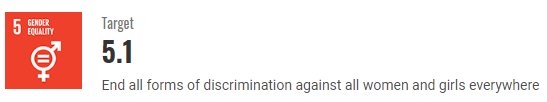 5 GENDER
EQUALITY
Target
5.1
End all forms of discrimination against all women and girls everywhere